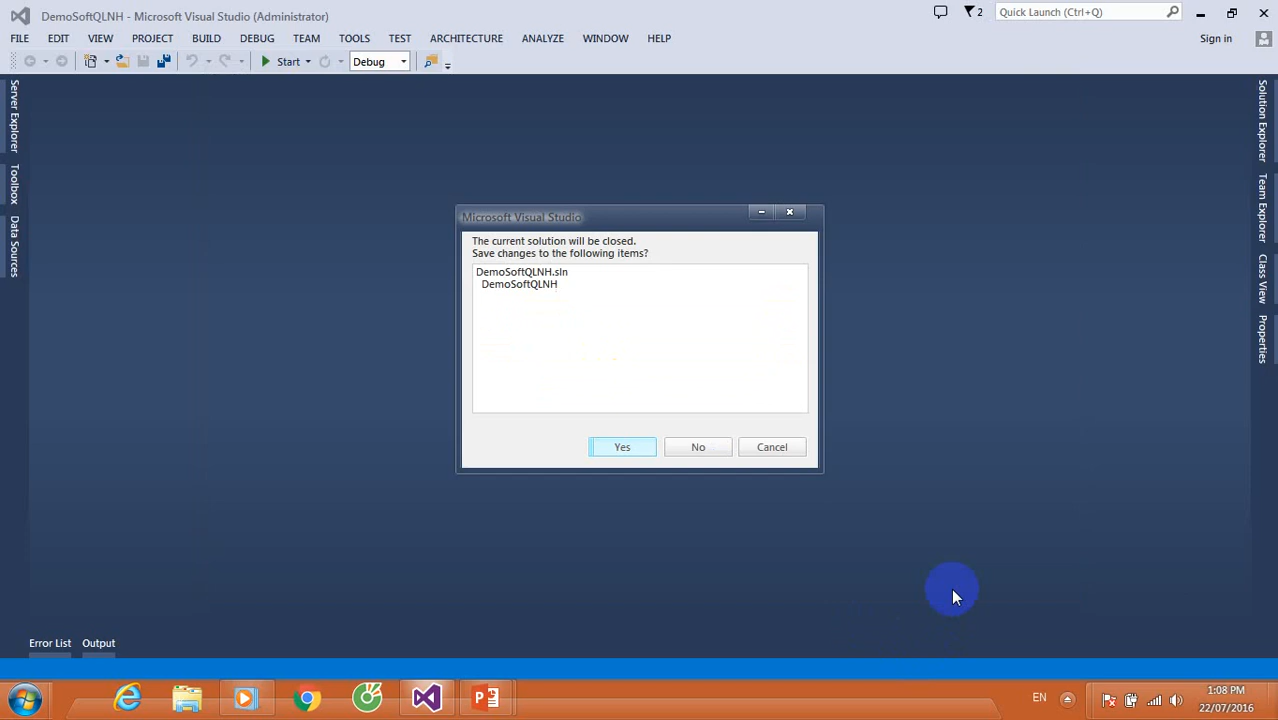 DemoSoftQLNH - Microsoft Visual Studio (Administrator)
2
Quick Launch (Ctrl+Q)
FILE EDIT VIEW PROJECT BUILD DEBUG TEAM TOOLS TEST ARCHITECTURE ANALYZE WINDOW HELP
Sign in
Start
Debug
Server Explorer
Toolbox
Data Sources
Solution Explorer
Team Explorer
Class View
Properties
Microsoft Visual Studio
The current solution will be closed.
Save changes to the following items?
DemoSoftQLNH.sln
DemoSoftQLNH
Yes No Cancel
Error List Output
EN
1:08 PM
22/07/2016